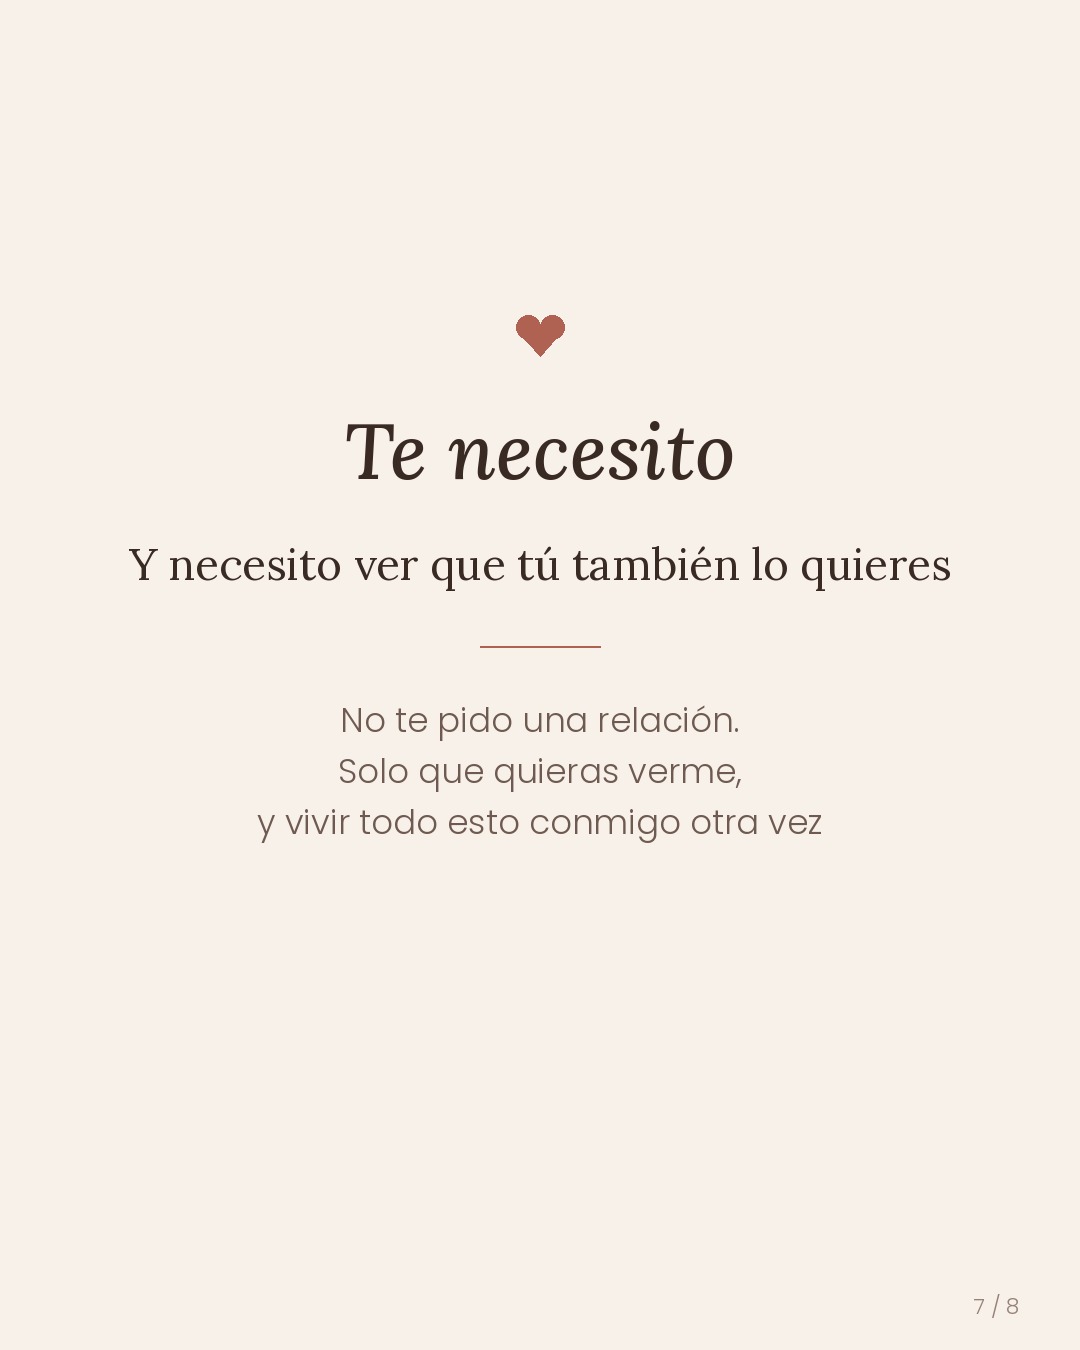 Te necesito
Y necesito ver que tú también lo quieres
No te pido una relación.
Solo que quieras verme,
y vivir todo esto conmigo otra vez
7 / 8